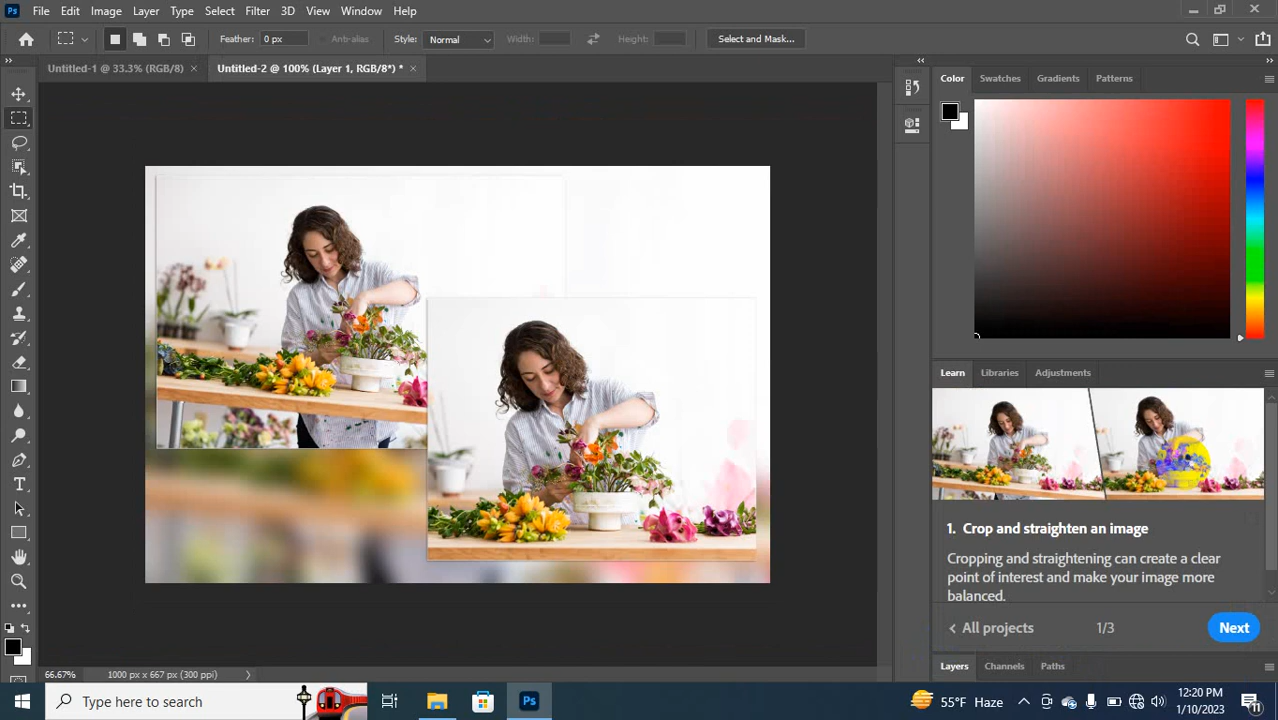 Ps File Edit Image Layer Type Select Filter 3D View Window Help
Feather: 0 px Anti-alias Style: Normal Width: Height: Select and Mask...
Untitled-1 @ 33.3% (RGB/8) × Untitled-2 @ 100% (Layer 1, RGB/8*) * ×
Color Swatches Gradients Patterns
Learn Libraries Adjustments
1. Crop and straighten an image
Cropping and straightening can create a clear
point of interest and make your image more
balanced.
All projects 1/3 Next
Layers Channels Paths
66.67% 1000 px x 667 px (300 ppi)
Type here to search Ps 55°F Haze 12:20 PM
1/10/2023
11